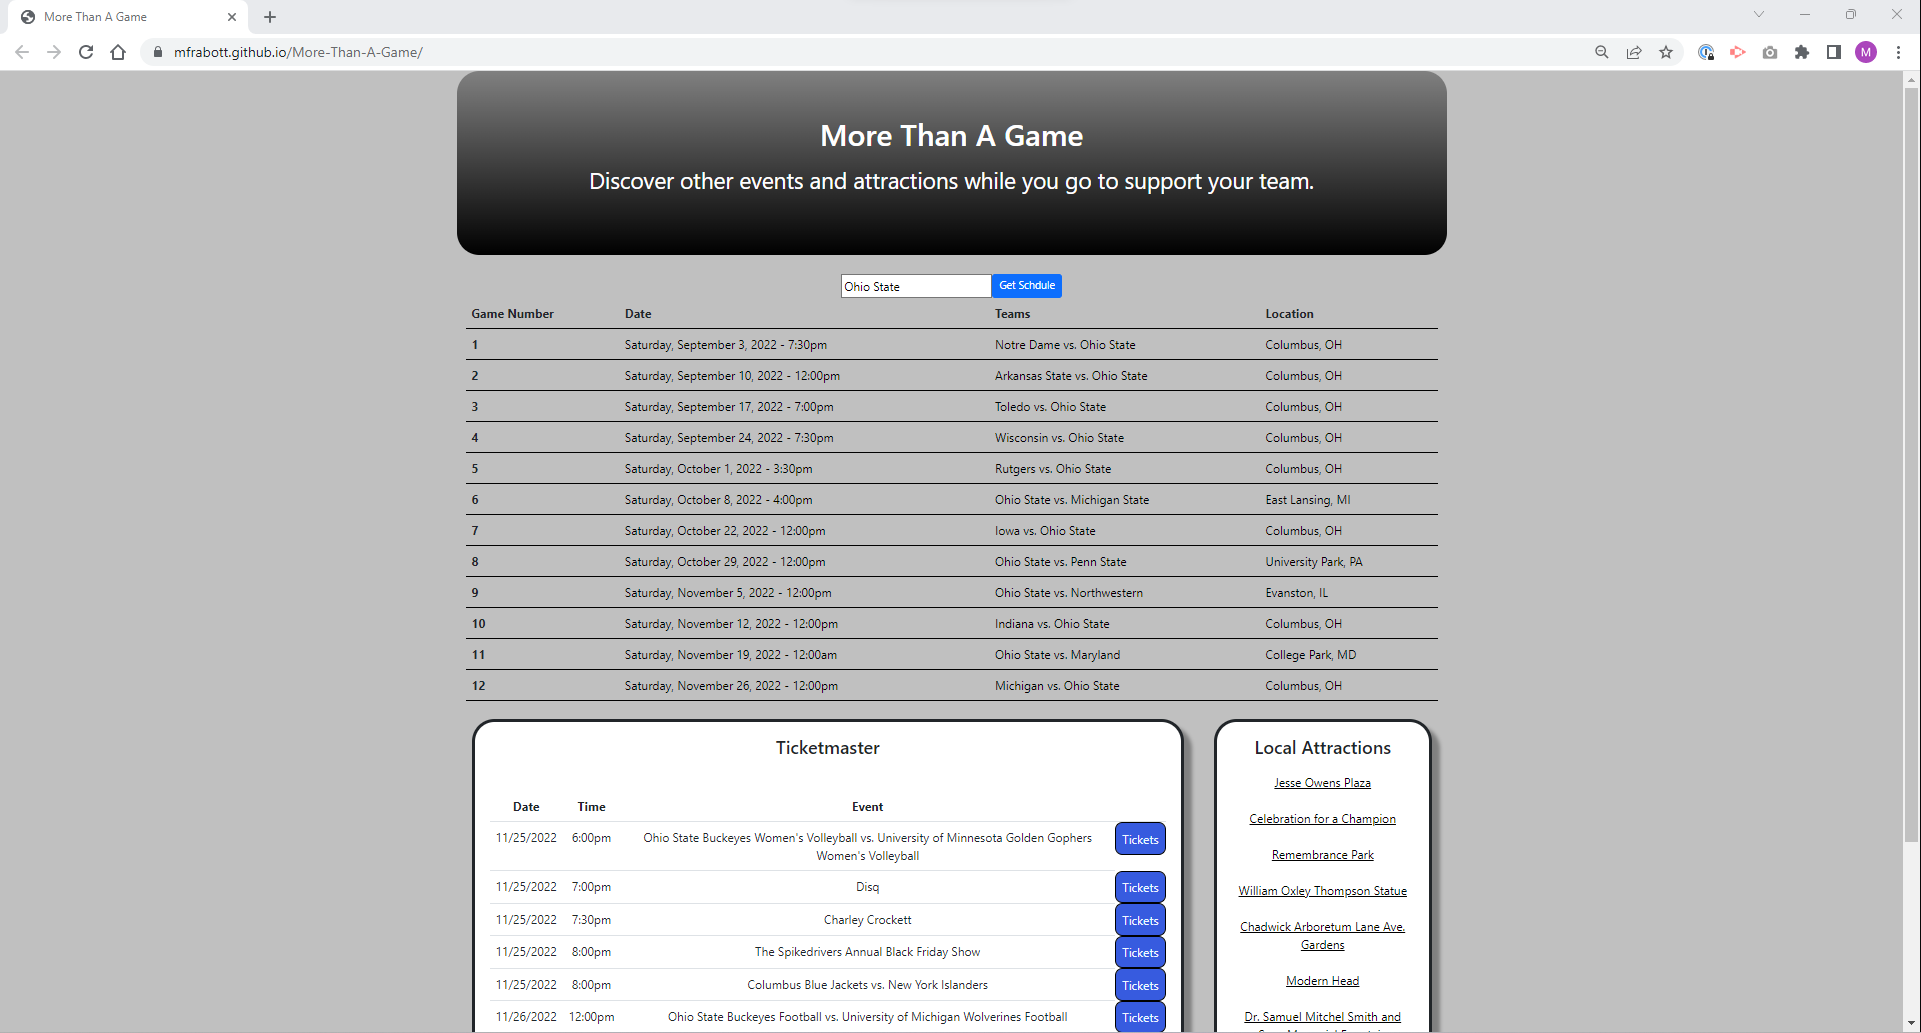 More Than A Game
mfrabott.github.io/More-Than-A-Game/
M
More Than A Game
Discover other events and attractions while you go to support your team.
Ohio State Get Schdule
Game Number Date Teams Location
1 Saturday, September 3, 2022 - 7:30pm Notre Dame vs. Ohio State Columbus, OH
2 Saturday, September 10, 2022 - 12:00pm Arkansas State vs. Ohio State Columbus, OH
3 Saturday, September 17, 2022 - 7:00pm Toledo vs. Ohio State Columbus, OH
4 Saturday, September 24, 2022 - 7:30pm Wisconsin vs. Ohio State Columbus, OH
5 Saturday, October 1, 2022 - 3:30pm Rutgers vs. Ohio State Columbus, OH
6 Saturday, October 8, 2022 - 4:00pm Ohio State vs. Michigan State East Lansing, MI
7 Saturday, October 22, 2022 - 12:00pm Iowa vs. Ohio State Columbus, OH
8 Saturday, October 29, 2022 - 12:00pm Ohio State vs. Penn State University Park, PA
9 Saturday, November 5, 2022 - 12:00pm Ohio State vs. Northwestern Evanston, IL
10 Saturday, November 12, 2022 - 12:00pm Indiana vs. Ohio State Columbus, OH
11 Saturday, November 19, 2022 - 12:00am Ohio State vs. Maryland College Park, MD
12 Saturday, November 26, 2022 - 12:00pm Michigan vs. Ohio State Columbus, OH
Ticketmaster
Date Time Event
11/25/2022 6:00pm Ohio State Buckeyes Women's Volleyball vs. University of Minnesota Golden Gophers Tickets
Women's Volleyball
11/25/2022 7:00pm Disq Tickets
11/25/2022 7:30pm Charley Crockett Tickets
11/25/2022 8:00pm The Spikedrivers Annual Black Friday Show Tickets
11/25/2022 8:00pm Columbus Blue Jackets vs. New York Islanders Tickets
11/26/2022 12:00pm Ohio State Buckeyes Football vs. University of Michigan Wolverines Football Tickets
Local Attractions
Jesse Owens Plaza
Celebration for a Champion
Remembrance Park
William Oxley Thompson Statue
Chadwick Arboretum Lane Ave.
Gardens
Modern Head
Dr. Samuel Mitchel Smith and